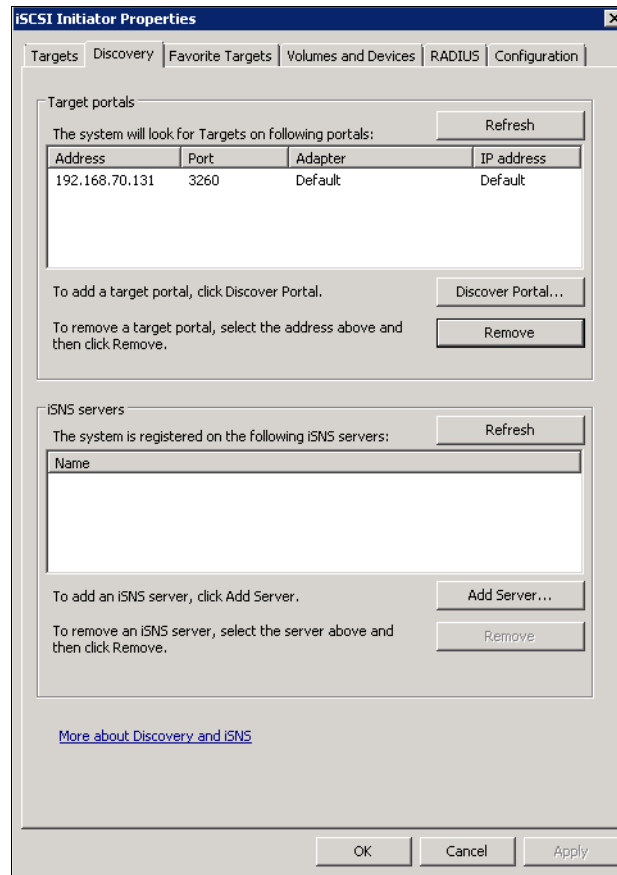 iSCSI Initiator Properties
Targets Discovery Favorite Targets Volumes and Devices RADIUS Configuration
Target portals
The system will look for Targets on following portals: Refresh
Address Port Adapter IP address
192.168.70.131 3260 Default Default
To add a target portal, click Discover Portal. Discover Portal...
To remove a target portal, select the address above and
then click Remove.
Remove
iSNS servers
The system is registered on the following iSNS servers: Refresh
Name
To add an iSNS server, click Add Server. Add Server...
To remove an iSNS server, select the server above and
then click Remove.
Remove
More about Discovery and iSNS
OK Cancel Apply